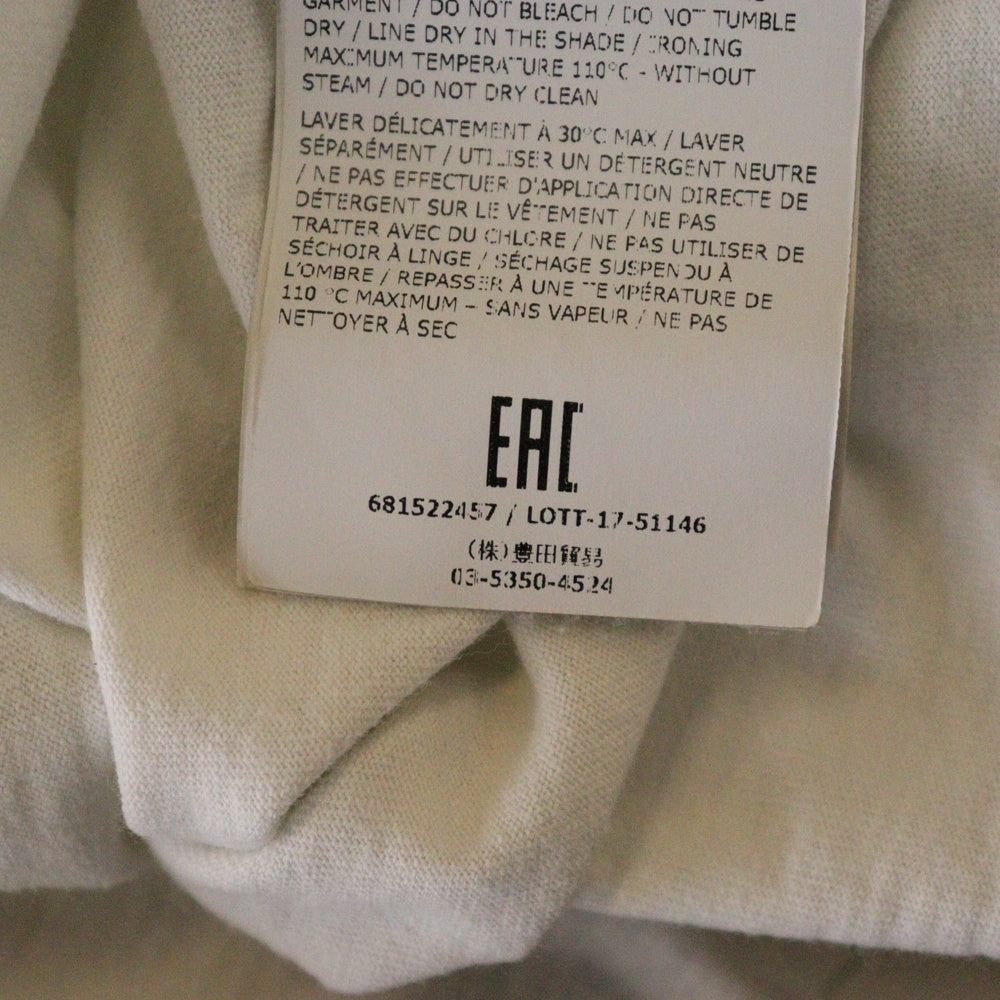 GARMENT / DO NOT BLEACH / DO NOT TUMBLE
DRY / LINE DRY IN THE SHADE / IRONING
MAXIMUM TEMPERATURE 110°C - WITHOUT
STEAM / DO NOT DRY CLEAN
LAVER DÉLICATEMENT À 30°C MAX / LAVER
SÉPARÉMENT / UTILISER UN DÉTERGENT NEUTRE
/ NE PAS EFFECTUER D'APPLICATION DIRECTE DE
DÉTERGENT SUR LE VÊTEMENT / NE PAS
TRAITER AVEC DU CHLORE / NE PAS UTILISER DE
SÉCHOIR À LINGE / SÉCHAGE SUSPENDU À
L'OMBRE / REPASSER À UNE TEMPÉRATURE DE
110 °C MAXIMUM – SANS VAPEUR / NE PAS
NETTOYER À SEC
EAC
681522457 / LOTT-17-51146
(株)豊田貿易
03-5350-4524